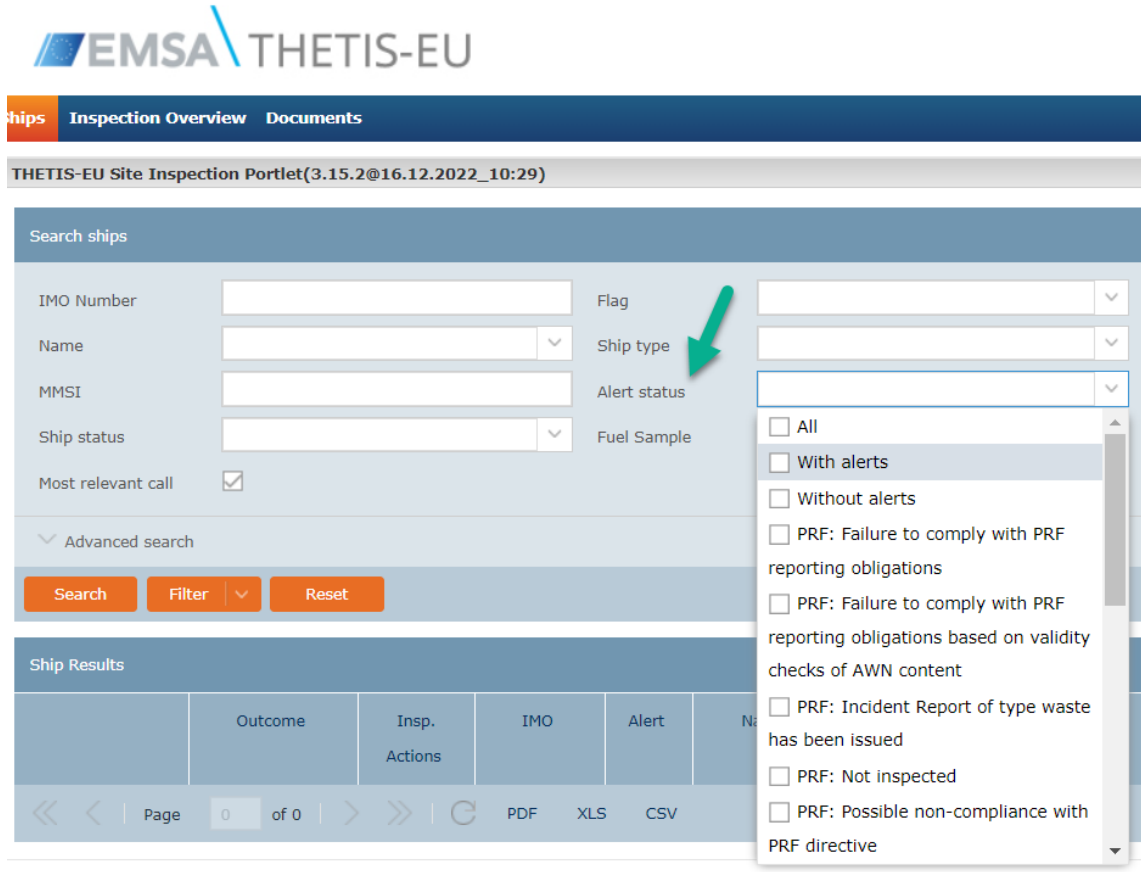 EMSA THETIS-EU
Ships Inspection Overview Documents
THETIS-EU Site Inspection Portlet(3.15.2@16.12.2022_10:29)
Search ships
IMO Number
Flag
Name
Ship type
MMSI
Alert status
Ship status
Fuel Sample
Most relevant call
All
With alerts
Without alerts
PRF: Failure to comply with PRF
reporting obligations
PRF: Failure to comply with PRF
reporting obligations based on validity
checks of AWN content
PRF: Incident Report of type waste
has been issued
PRF: Not inspected
PRF: Possible non-compliance with
PRF directive
Advanced search
Search Filter Reset
Ship Results
Outcome
Insp.
Actions
IMO
Alert
Page 0 of 0 PDF XLS CSV